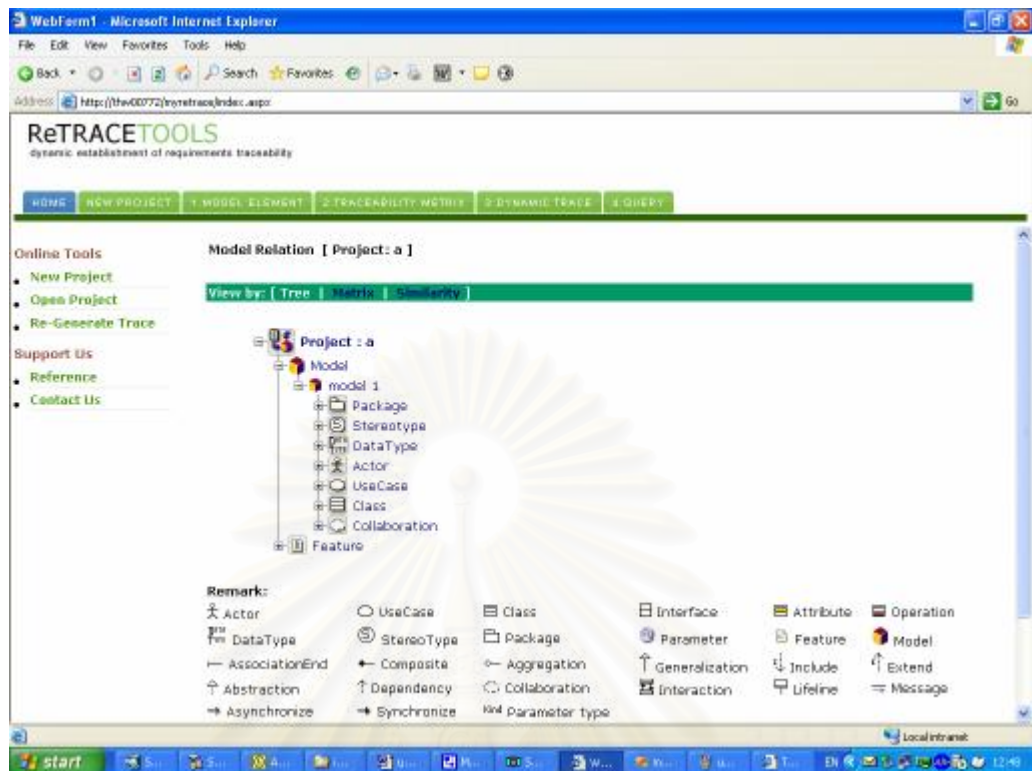 WebForm1 - Microsoft Internet Explorer
File Edit View Favorites Tools Help
Back Search Favorites
Address http://thw00772/myretrace/index.aspx Go
ReTRACETOOLS
dynamic establishment of requirements traceability
HOME NEW PROJECT 1 MODEL ELEMENT 2 TRACEABILITY METRIX 3 DYNAMIC TRACE 4 QUERY
Online Tools
New Project
Open Project
Re-Generate Trace
Support Us
Reference
Contact Us
Model Relation [ Project: a ]
View by: [ Tree | Matrix | Similarity ]
Project : a
Model
model 1
Package
Stereotype
DataType
Actor
UseCase
Class
Collaboration
Feature
Remark:
Actor UseCase Class Interface Attribute Operation
DataType StereoType Package Parameter Feature Model
AssociationEnd Composite Aggregation Generalization Include Extend
Abstraction Dependency Collaboration Interaction Lifeline Message
Asynchronize Synchronize Kind Parameter type
Local intranet
start S... S... A... u... M... S... W... u... T... EN 12:48